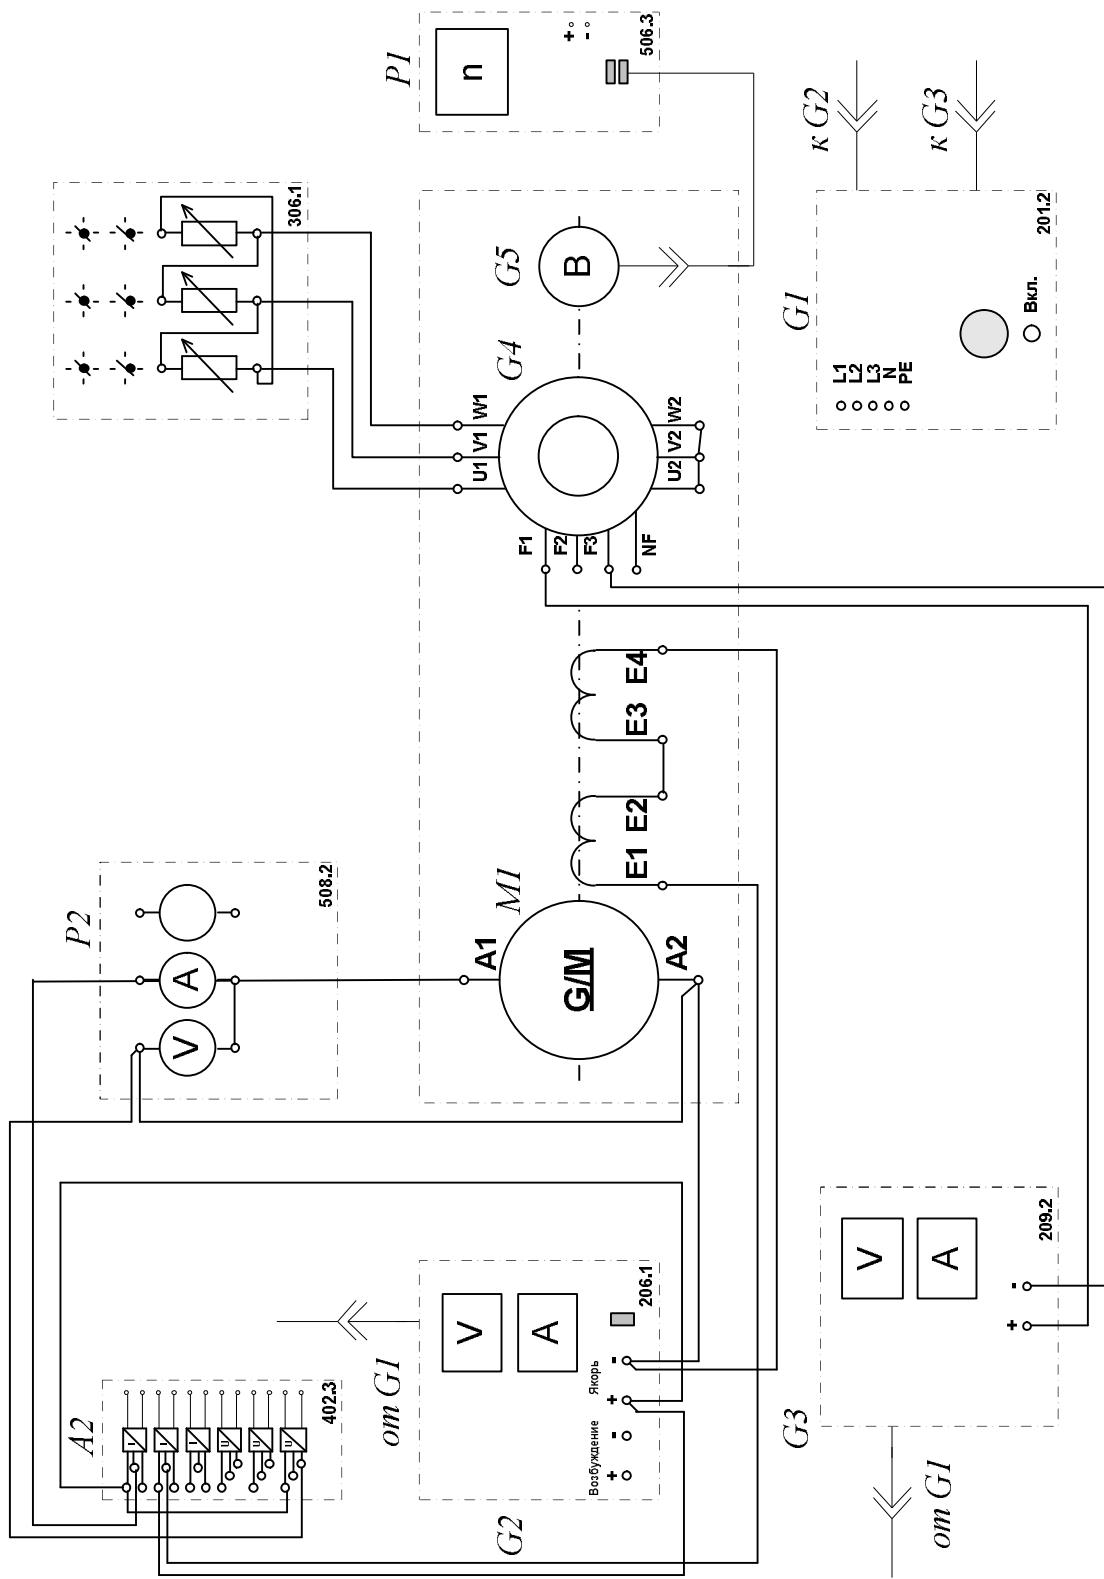 P1
n
+
-
506.3
306.1
к G2
к G3
G5
B
G4
W1
V1
U1
W2
V2
U2
F1
F2
F3
NF
G1
201.2
L1
L2
L3
N
PE
Вкл.
P2
508.2
A
V
M1
A1
A2
G/M
E1
E2
E3
E4
A2
402.3
I
I
I
U
U
U
от G1
G2
206.1
V
A
Якорь
-
+
Возбуждение
-
+
G3
209.2
V
A
-
+
от G1